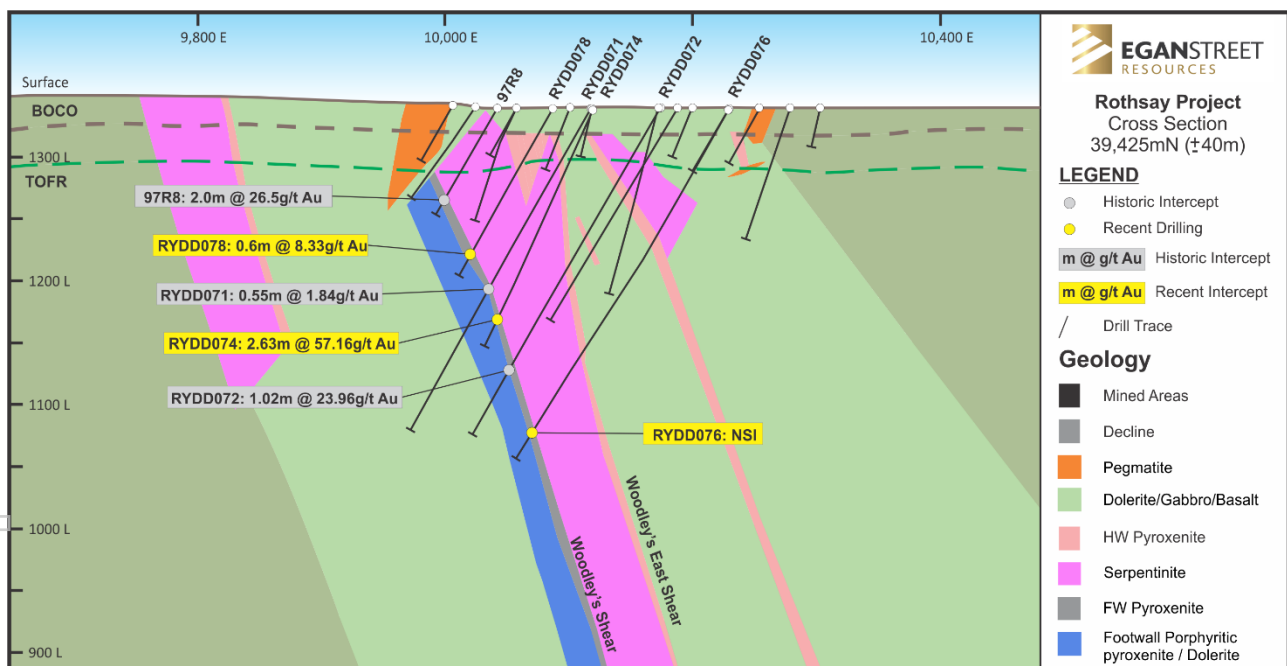 9,800 E
10,000 E
10,400 E
Surface
BOCO
TOFR
1300 L
1200 L
1100 L
1000 L
900 L
97R8
RYDD078
RYDD071
RYDD074
RYDD072
RYDD076
97R8: 2.0m @ 26.5g/t Au
RYDD078: 0.6m @ 8.33g/t Au
RYDD071: 0.55m @ 1.84g/t Au
RYDD074: 2.63m @ 57.16g/t Au
RYDD072: 1.02m @ 23.96g/t Au
RYDD076: NSI
Woodley's Shear
Woodley's East Shear
EGANSTREET
RESOURCES
Rothsay Project
Cross Section
39,425mN (±40m)
LEGEND
Historic Intercept
Recent Drilling
m @ g/t Au Historic Intercept
m @ g/t Au Recent Intercept
Drill Trace
Geology
Mined Areas
Decline
Pegmatite
Dolerite/Gabbro/Basalt
HW Pyroxenite
Serpentinite
FW Pyroxenite
Footwall Porphyritic
pyroxenite / Dolerite